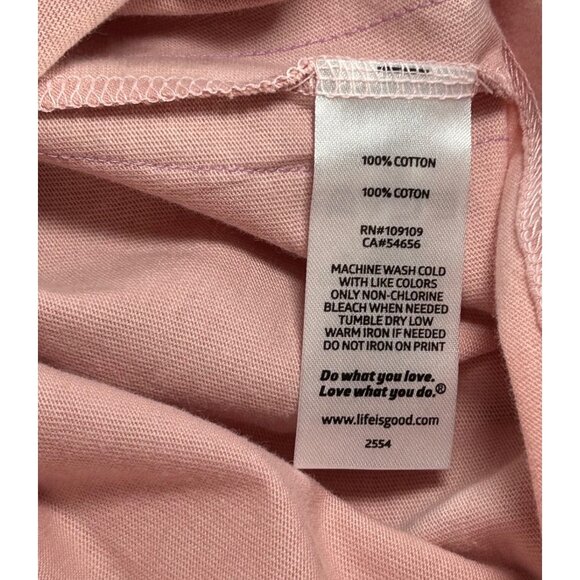 100% COTTON
100% COTON
RN#109109
CA#54656
MACHINE WASH COLD
WITH LIKE COLORS
ONLY NON-CHLORINE
BLEACH WHEN NEEDED
TUMBLE DRY LOW
WARM IRON IF NEEDED
DO NOT IRON ON PRINT
Do what you love.
Love what you do.®
www.lifeisgood.com
2554